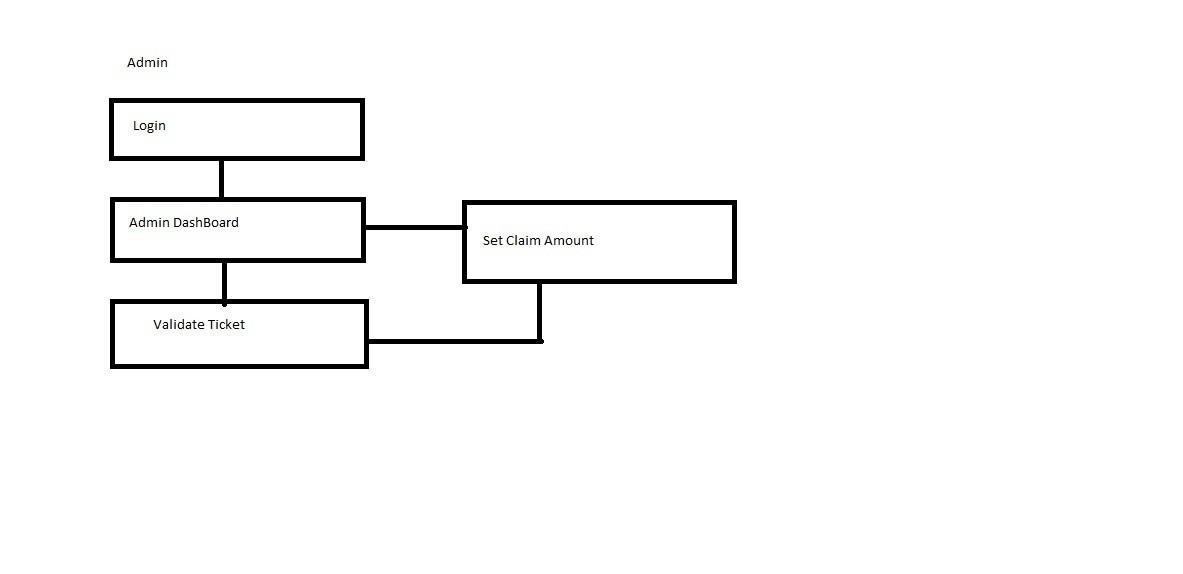 Admin
Login
Admin DashBoard
Set Claim Amount
Validate Ticket